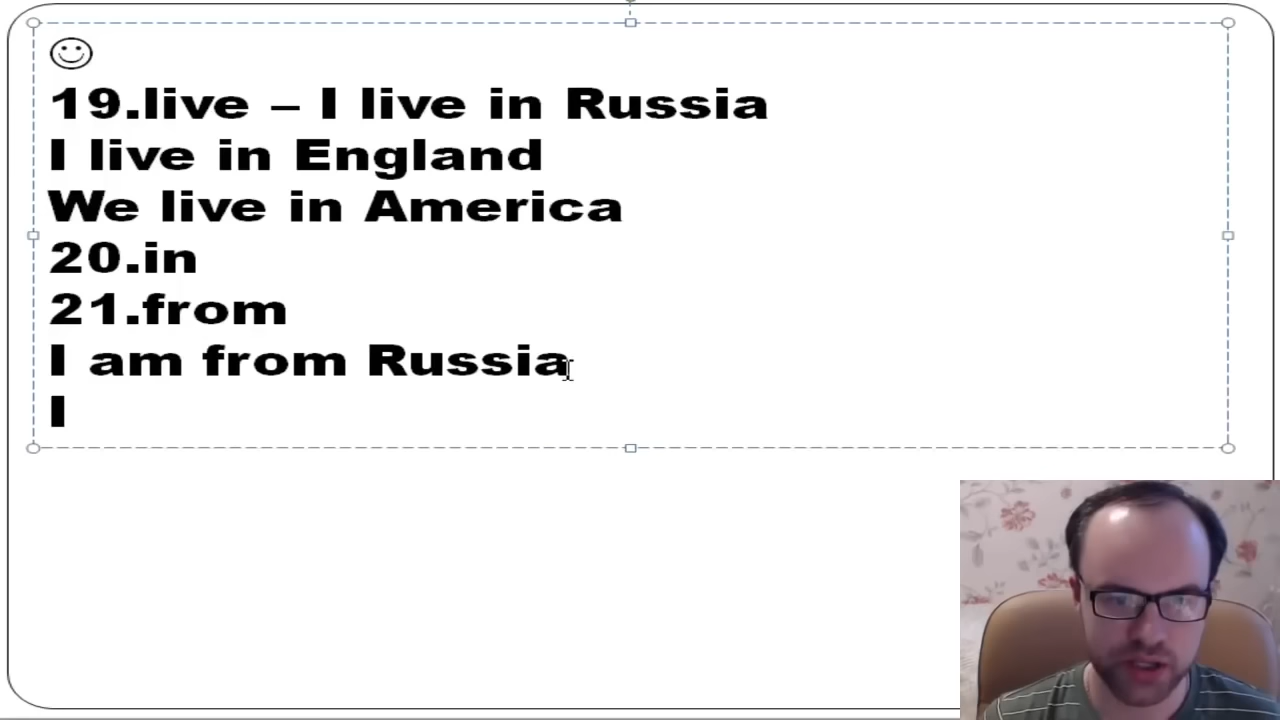 19.live – I live in Russia
I live in England
We live in America
20.in
21.from
I am from Russia
I